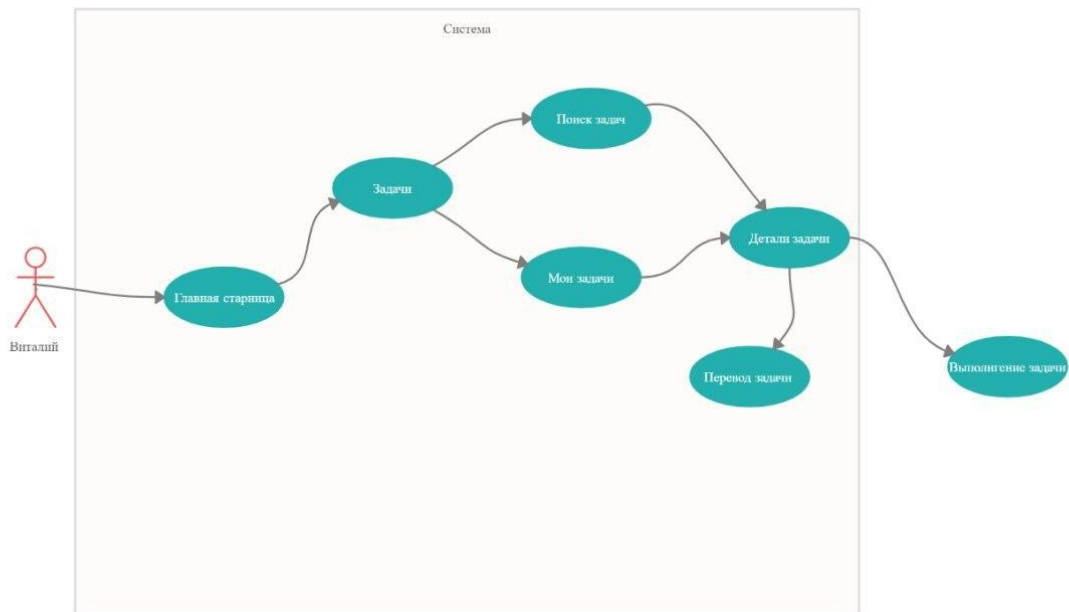 Система
Поиск задач
Задачи
Детали задачи
Мои задачи
Главная старница
Виталий
Перевод задачи
Выполигение задачи